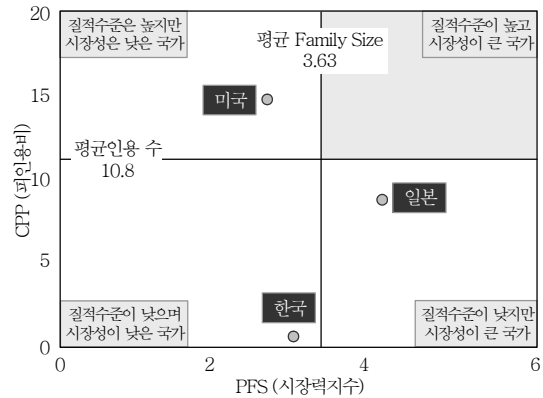 20
질적수준은 높지만
시장성은 낮은 국가
평균 Family Size
3.63
질적수준이 높고
시장성이 큰 국가
15
미국
평균인용 수
10.8
CPP (피인용비)
10
일본
5
질적수준이 낮으며
시장성이 낮은 국가
한국
질적수준이 낮지만
시장성이 큰 국가
0
0 2 4 6
PFS (시장력지수)